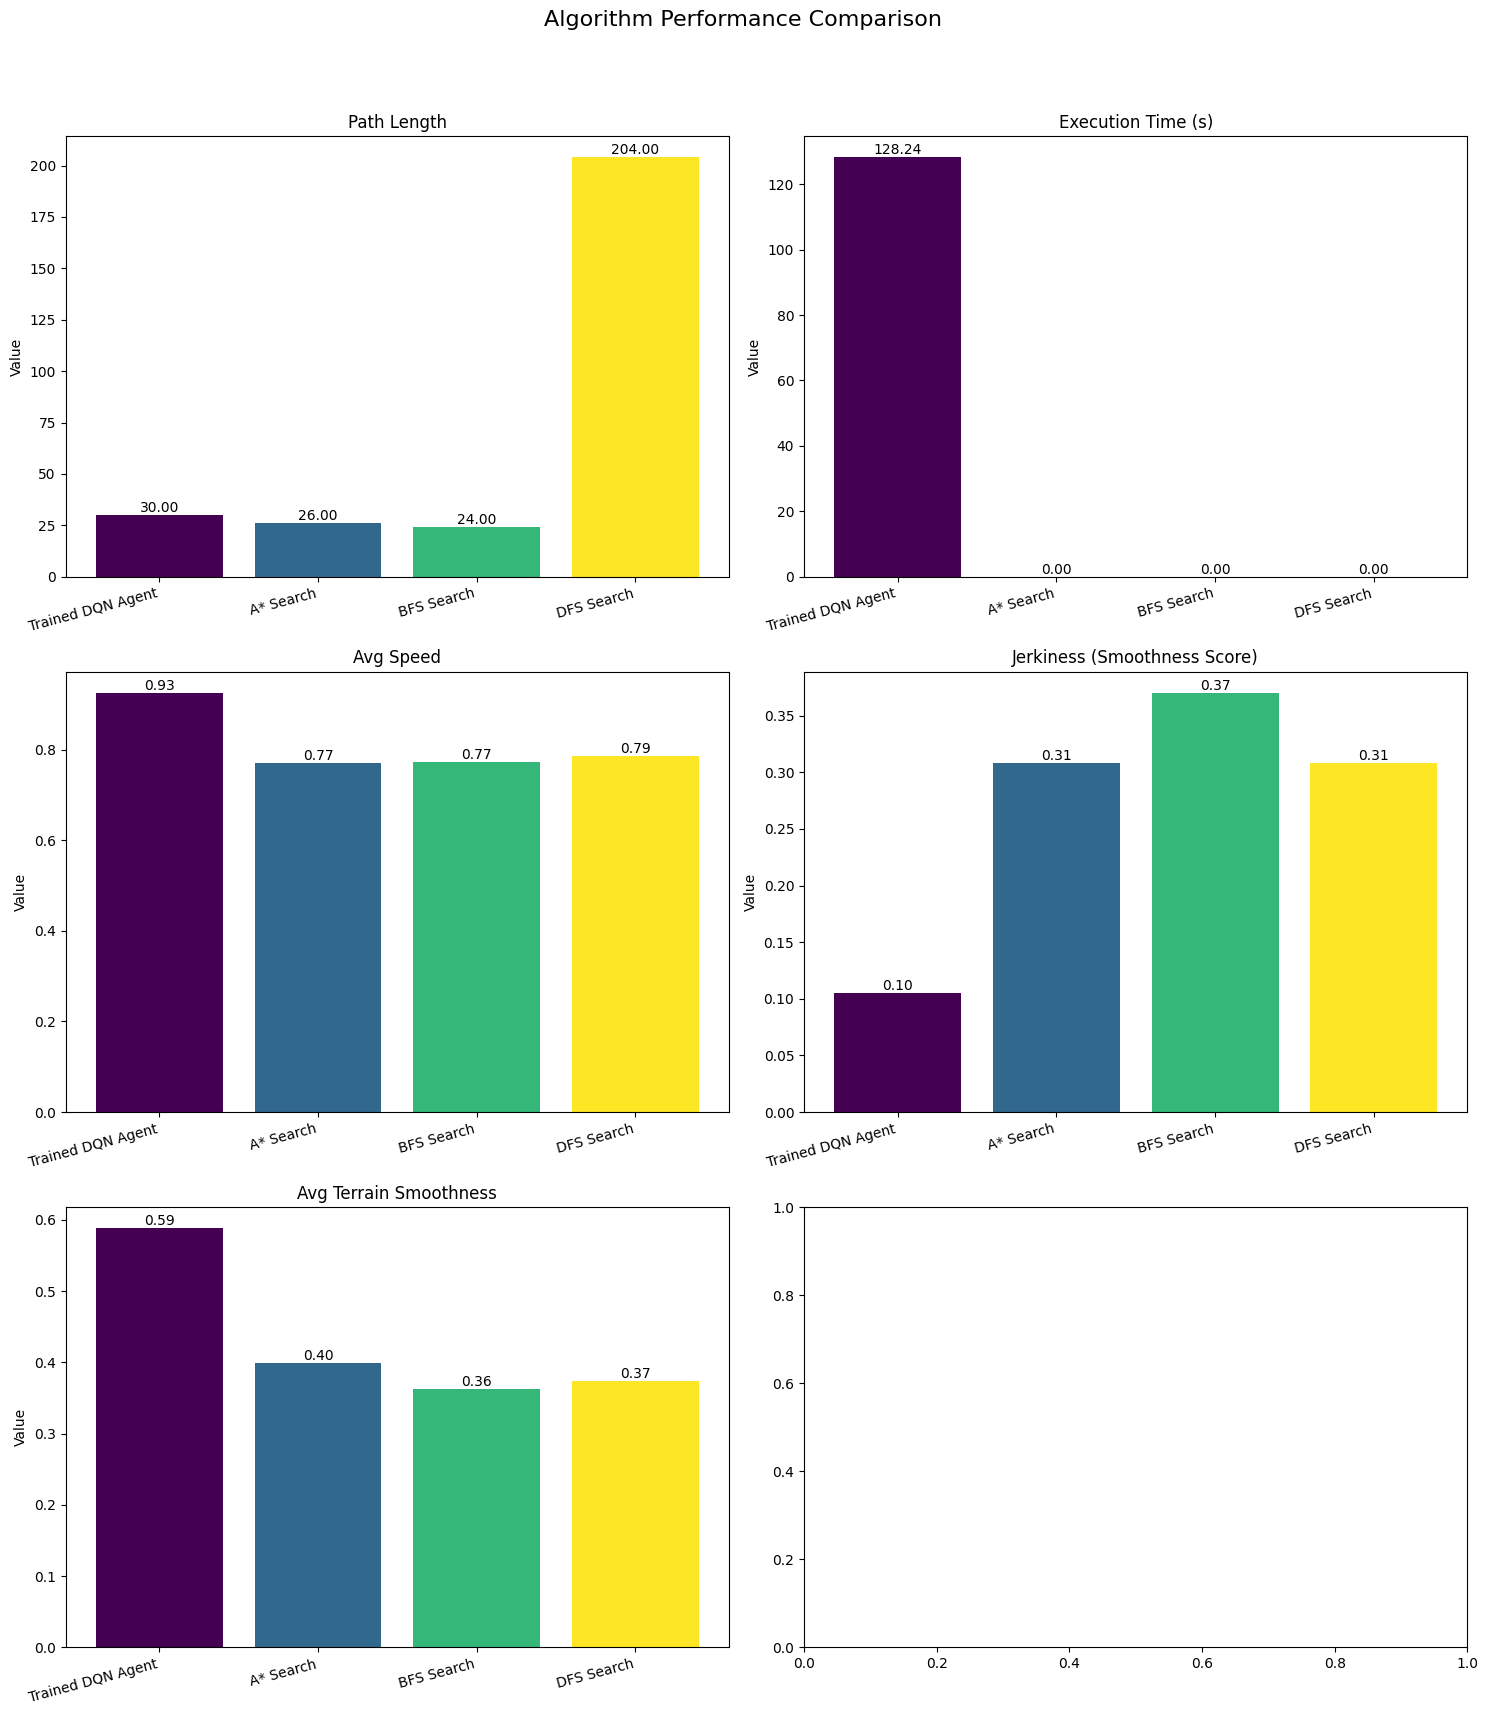 Algorithm Performance Comparison
Path Length
Value
200
175
150
125
100
75
50
25
0
30.00
26.00
24.00
204.00
Trained DQN Agent
A* Search
BFS Search
DFS Search
Execution Time (s)
Value
120
100
80
60
40
20
0
128.24
0.00
0.00
0.00
Trained DQN Agent
A* Search
BFS Search
DFS Search
Avg Speed
Value
0.8
0.6
0.4
0.2
0.0
0.93
0.77
0.77
0.79
Trained DQN Agent
A* Search
BFS Search
DFS Search
Jerkiness (Smoothness Score)
Value
0.35
0.30
0.25
0.20
0.15
0.10
0.05
0.00
0.10
0.31
0.37
0.31
Trained DQN Agent
A* Search
BFS Search
DFS Search
Avg Terrain Smoothness
Value
0.6
0.5
0.4
0.3
0.2
0.1
0.0
0.59
0.40
0.36
0.37
Trained DQN Agent
A* Search
BFS Search
DFS Search
1.0
0.8
0.6
0.4
0.2
0.0
0.0 0.2 0.4 0.6 0.8 1.0